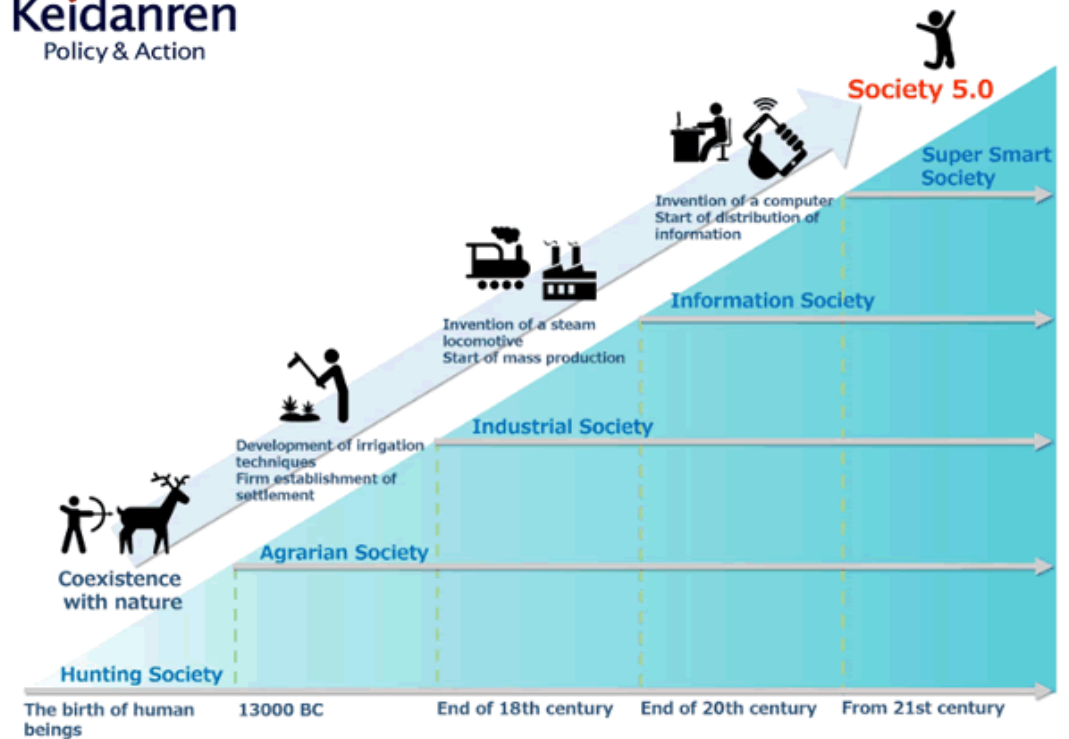 Keidanren
Policy & Action
Society 5.0
Super Smart
Society
Invention of a computer
Start of distribution of
information
Information Society
Invention of a steam
locomotive
Start of mass production
Industrial Society
Development of irrigation
techniques
Firm establishment of
settlement
Agrarian Society
Coexistence
with nature
Hunting Society
The birth of human
beings
13000 BC
End of 18th century
End of 20th century
From 21st century